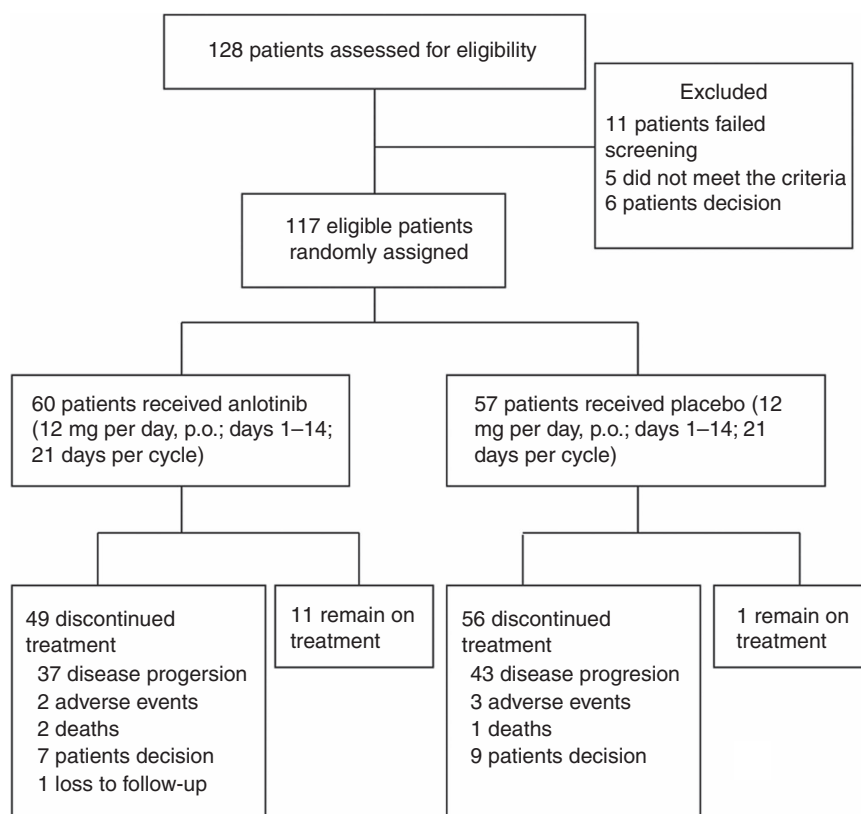 128 patients assessed for eligibility
Excluded
11 patients failed
screening
5 did not meet the criteria
6 patients decision
117 eligible patients
randomly assigned
60 patients received anlotinib
(12 mg per day, p.o.; days 1–14;
21 days per cycle)
57 patients received placebo (12
mg per day, p.o.; days 1–14; 21
days per cycle)
49 discontinued
treatment
37 disease progersion
2 adverse events
2 deaths
7 patients decision
1 loss to follow-up
11 remain on
treatment
56 discontinued
treatment
43 disease progresion
3 adverse events
1 deaths
9 patients decision
1 remain on
treatment